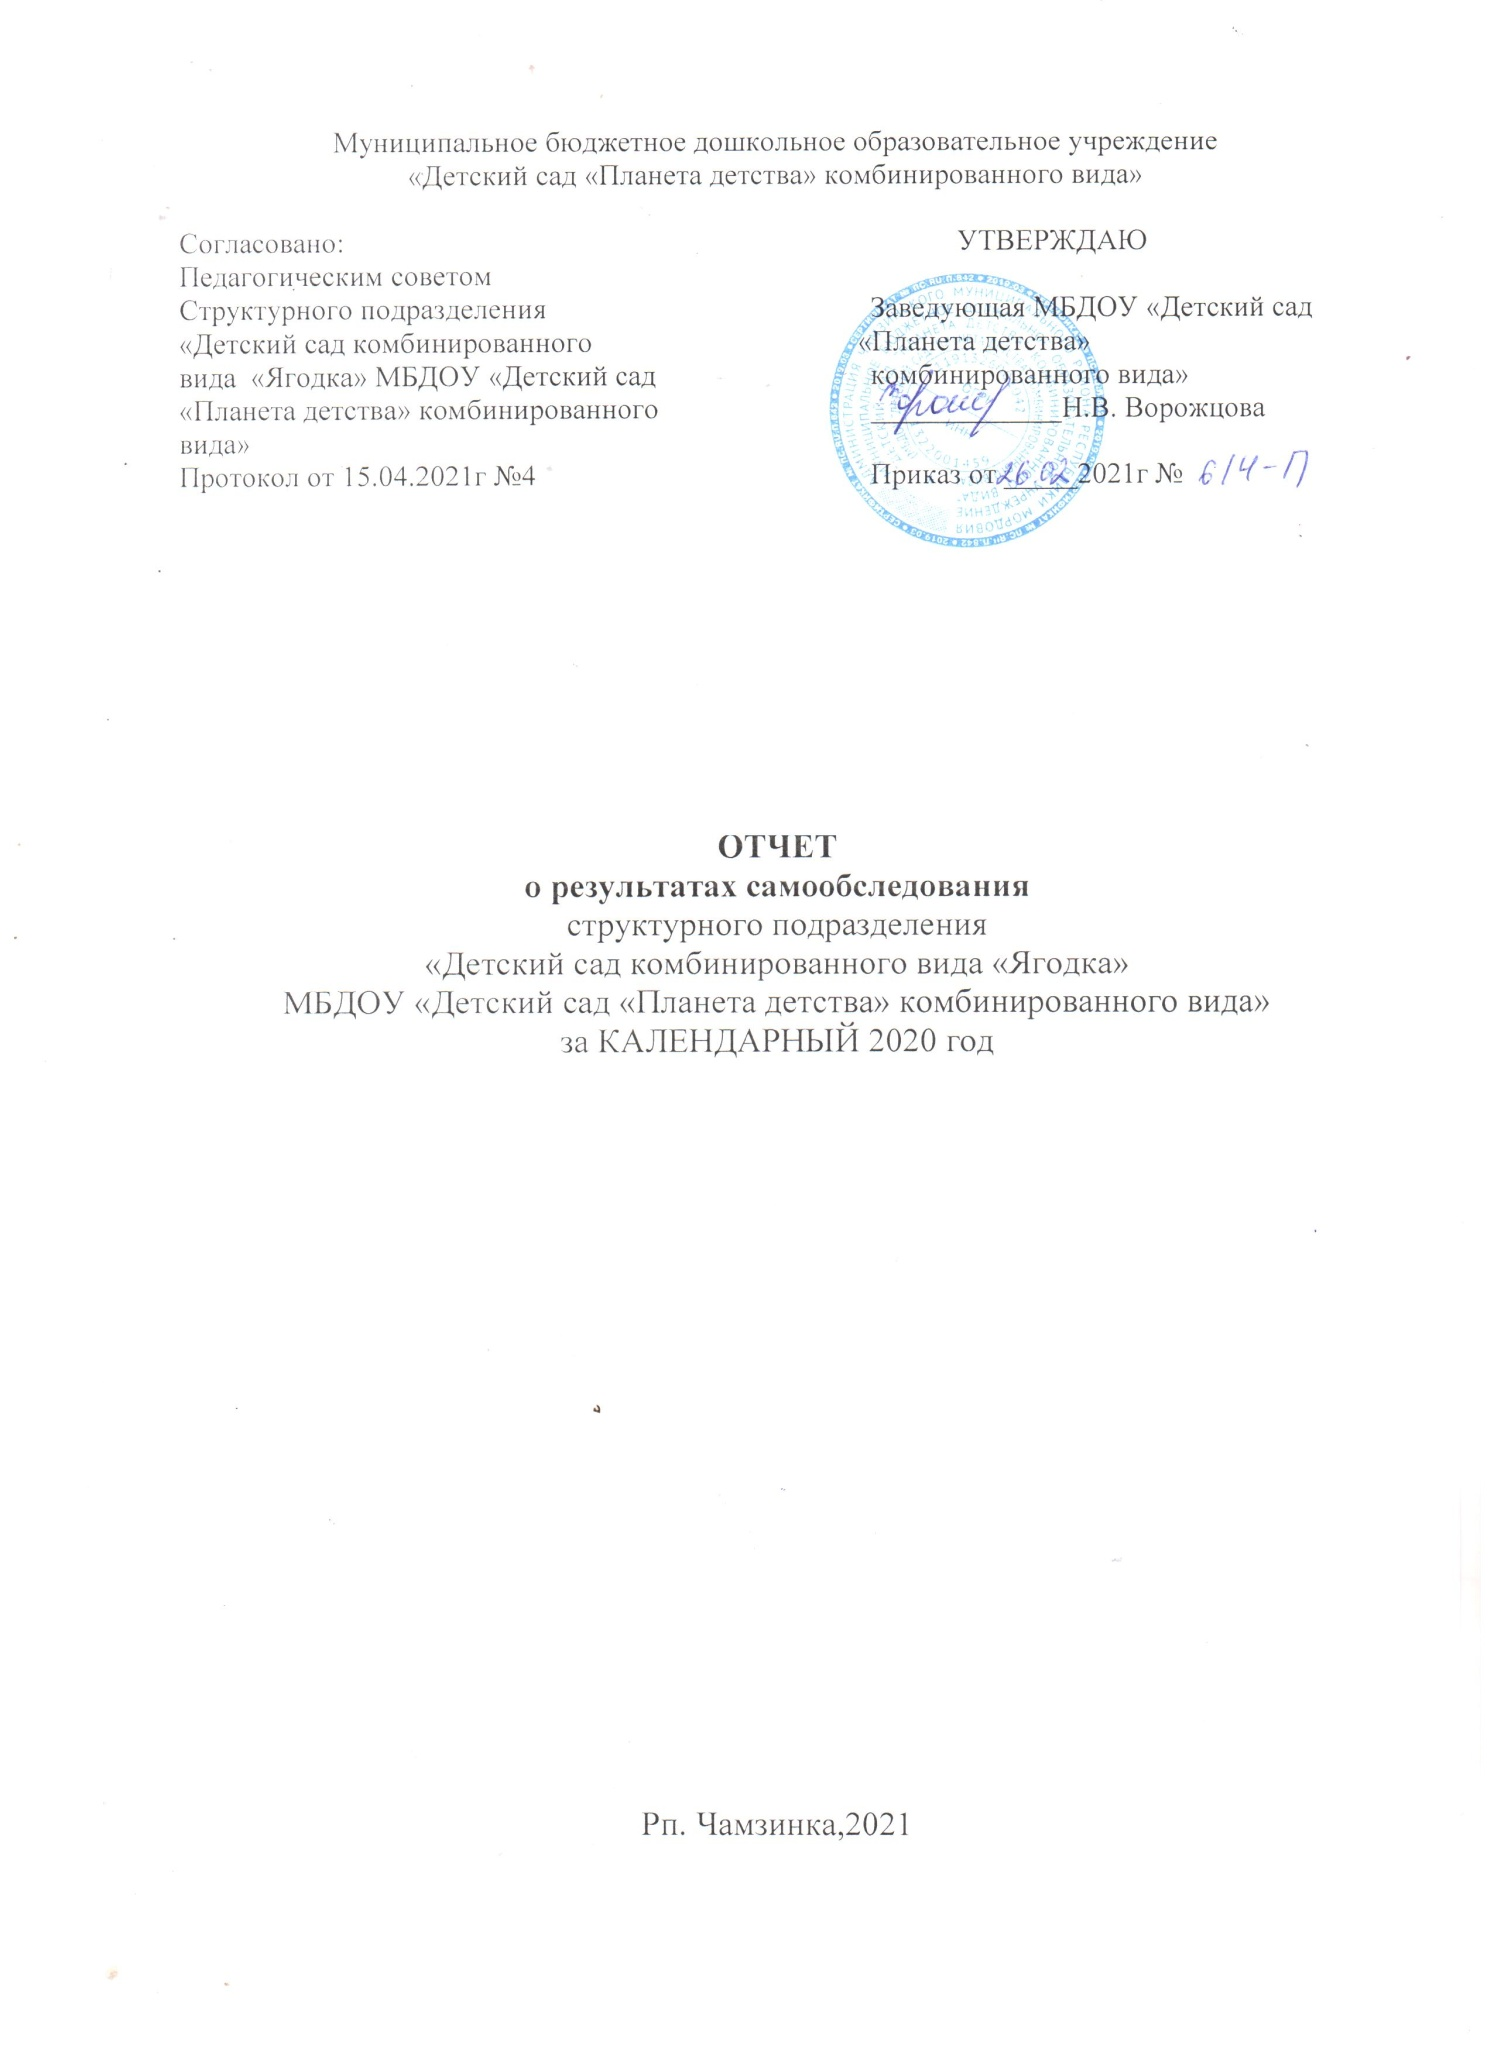 Муниципальное бюджетное дошкольное образовательное учреждение
«Детский сад «Планета детства» комбинированного вида»
Согласовано:
Педагогическим советом
Структурного подразделения
«Детский сад комбинированного
вида «Ягодка» МБДОУ «Детский сад
«Планета детства» комбинированного
вида»
Протокол от 15.04.2021г №4
УТВЕРЖДАЮ
Заведующая МБДОУ «Детский сад
«Планета детства»
комбинированного вида»
Н.В. Ворожцова
Приказ от 26.02 2021г № 6/4-П
ОТЧЕТ
о результатах самообследования
структурного подразделения
«Детский сад комбинированного вида «Ягодка»
МБДОУ «Детский сад «Планета детства» комбинированного вида»
за КАЛЕНДАРНЫЙ 2020 год
Рп. Чамзинка,2021